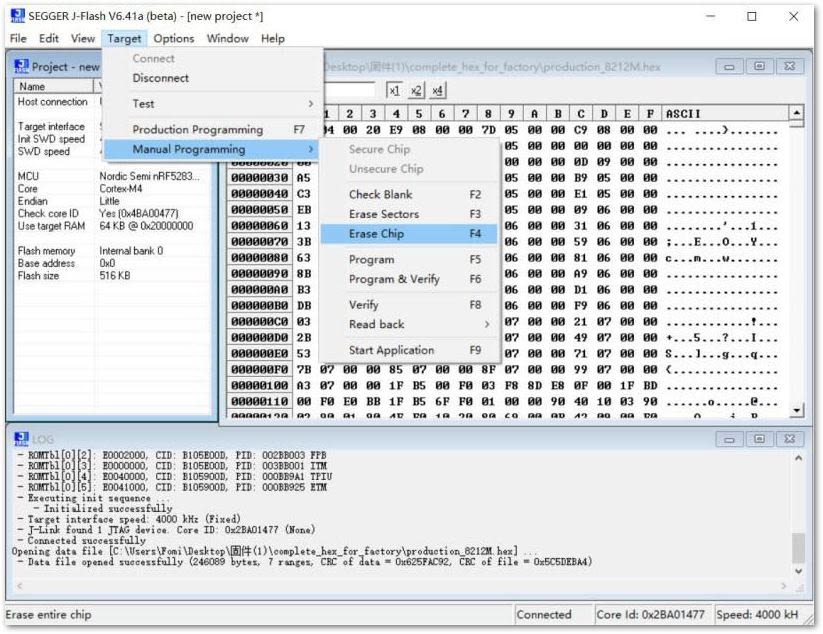 SEGGER J-Flash V6.41a (beta) - [new project *]
File Edit View Target Options Window Help
Connect
Disconnect
Test
Production Programming F7
Manual Programming
Secure Chip
Unsecure Chip
Check Blank F2
Erase Sectors F3
Erase Chip F4
Program F5
Program & Verify F6
Verify F8
Read back
Start Application F9
Project - new
Name
Host connection
Target interface
Init SWD speed
SWD speed
MCU Nordic Semi nRF5283...
Core Cortex-M4
Endian Little
Check core ID Yes (0x4BA00477)
Use target RAM 64 KB @ 0x20000000
Flash memory Internal bank 0
Base address 0x0
Flash size 516 KB
Desktop\固件(1)\complete_hex_for_factory\production_8212M.hex
x1 x2 x4
1 2 3 4 5 6 7 8 9 A B C D E F ASCII
04 00 20 E9 08 00 00 7D 05 00 00 C9 08 00 00
00 00 00 00
00 0D 09 00 00
00000030 A5 05 00 00 B9 05 00 00
00000040 C3 05 00 00 E1 05 00 00
00000050 EB 05 00 00 09 06 00 00
00000060 13 06 00 00 31 06 00 00
00000070 3B 06 00 00 59 06 00 00
00000080 63 06 00 00 81 06 00 00
00000090 8B 06 00 00 A9 06 00 00
000000A0 B3 06 00 00 D1 06 00 00
000000B0 DB 06 00 00 F9 06 00 00
000000C0 03 07 00 00 21 07 00 00
000000D0 2B 07 00 00 49 07 00 00
000000E0 53 07 00 00 71 07 00 00
000000F0 7B 07 00 00 85 07 00 00 8F 07 00 00 99 07 00 00
00000100 A3 07 00 00 1F B5 00 F0 03 F8 8D E8 0F 00 1F BD
00000110 00 F0 E0 BB 1F B5 6F F0 01 00 00 90 40 10 03 90
LOG
- ROMTbl[0][2]: E0002000, CID: B105E00D, PID: 002BB003 FPB
- ROMTbl[0][3]: E0000000, CID: B105E00D, PID: 003BB001 ITM
- ROMTbl[0][4]: E0040000, CID: B105900D, PID: 000BB9A1 TPIU
- ROMTbl[0][5]: E0041000, CID: B105900D, PID: 000BB925 ETM
- Executing init sequence ...
- Initialized successfully
- Target interface speed: 4000 kHz (Fixed)
- J-Link found 1 JTAG device. Core ID: 0x2BA01477 (None)
- Connected successfully
Opening data file [C:\Users\Fomi\Desktop\固件(1)\complete_hex_for_factory\production_8212M.hex] ...
- Data file opened successfully (246089 bytes, 7 ranges, CRC of data = 0x625FAC92, CRC of file = 0x5C5DEBA4)
Erase entire chip Connected Core Id: 0x2BA01477 Speed: 4000 kH